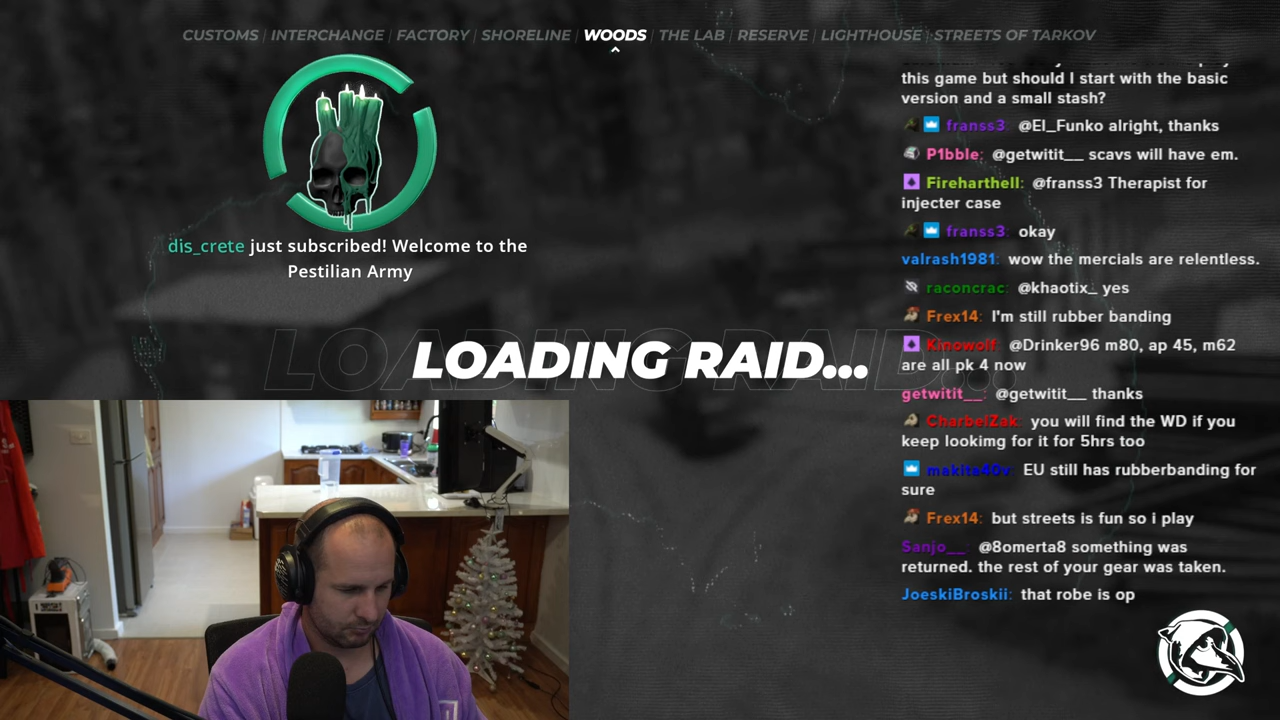 CUSTOMS | INTERCHANGE | FACTORY | SHORELINE | WOODS | THE LAB | RESERVE | LIGHTHOUSE | STREETS OF TARKOV
dis_crete just subscribed! Welcome to the
Pestilian Army
LOADING RAID...
LOADING RAID...
this game but should I start with the basic
version and a small stash?
franss3: @El_Funko alright, thanks
P1bble: @getwitit__ scavs will have em.
Fireharthell: @franss3 Therapist for
injecter case
franss3: okay
valrash1981: wow the mercials are relentless.
raconcrac: @khaotix_ yes
Frex14: I'm still rubber banding
Kinowolf: @Drinker96 m80, ap 45, m62
are all pk 4 now
getwitit__: @getwitit__ thanks
CharbelZak: you will find the WD if you
keep lookimg for it for 5hrs too
makita40v: EU still has rubberbanding for
sure
Frex14: but streets is fun so i play
Sanjo__: @8omerta8 something was
returned. the rest of your gear was taken.
JoeskiBroskii: that robe is op